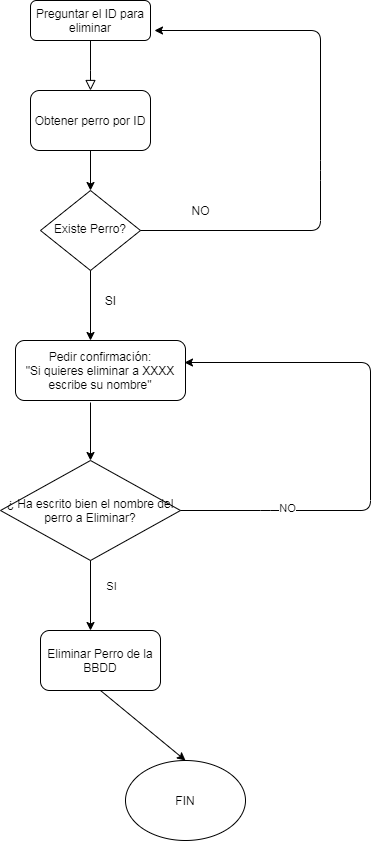 Preguntar el ID para
eliminar
Obtener perro por ID
Existe Perro?
NO
SI
Pedir confirmación:
"Si quieres eliminar a XXXX
escribe su nombre"
¿ Ha escrito bien el nombre del
perro a Eliminar?
NO
SI
Eliminar Perro de la
BBDD
FIN